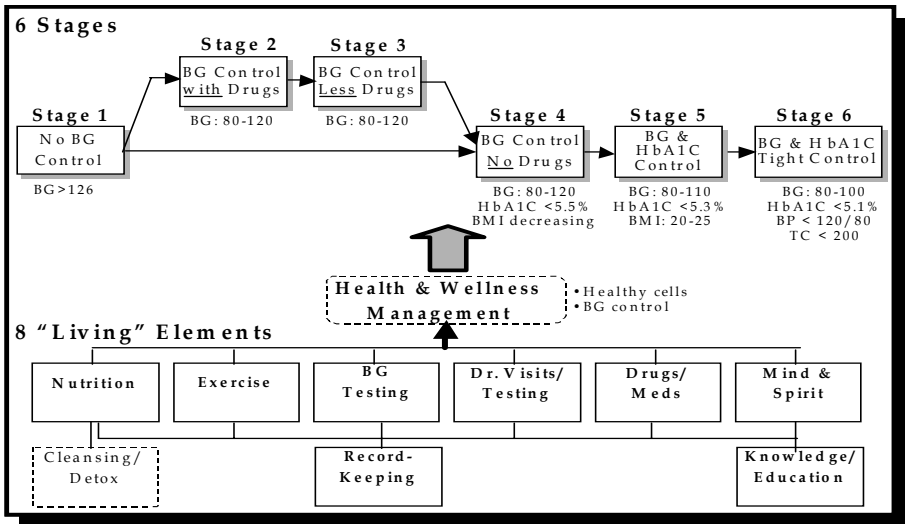 6 Stages
Stage 1
No BG
Control
BG>126
Stage 2
BG Control
with Drugs
BG: 80-120
Stage 3
BG Control
Less Drugs
BG: 80-120
Stage 4
BG Control
No Drugs
BG: 80-120
HbA1C <5.5%
BMI decreasing
Stage 5
BG &
HbA1C
Control
BG: 80-110
HbA1C <5.3%
BMI: 20-25
Stage 6
BG & HbA1C
Tight Control
BG: 80-100
HbA1C <5.1%
BP < 120/80
TC < 200
Health & Wellness
Management
• Healthy cells
• BG control
8 “Living” Elements
Nutrition
Exercise
BG
Testing
Dr. Visits/
Testing
Drugs/
Meds
Mind &
Spirit
Cleansing/
Detox
Record-
Keeping
Knowledge/
Education